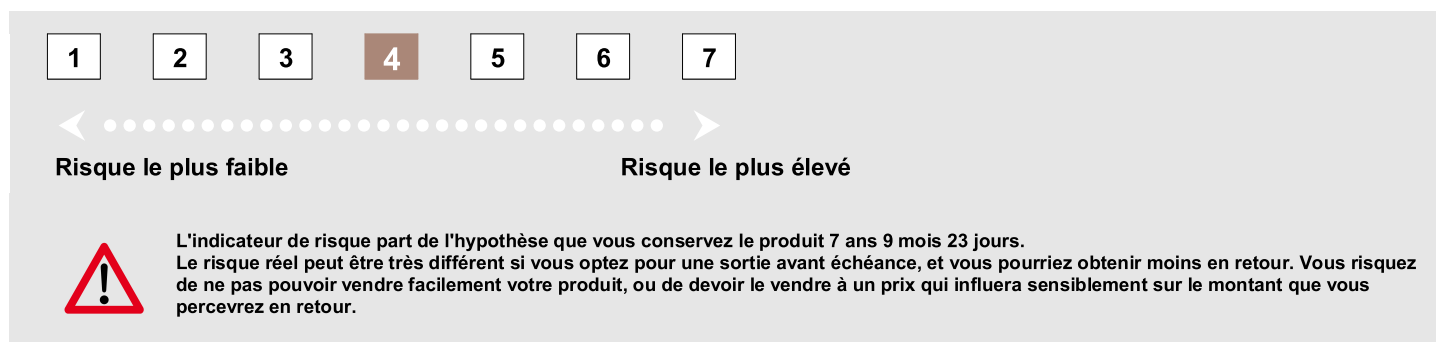 1 2 3 4 5 6 7
Risque le plus faible Risque le plus élevé
L'indicateur de risque part de l'hypothèse que vous conservez le produit 7 ans 9 mois 23 jours.
Le risque réel peut être très différent si vous optez pour une sortie avant échéance, et vous pourriez obtenir moins en retour. Vous risquez
de ne pas pouvoir vendre facilement votre produit, ou de devoir le vendre à un prix qui influera sensiblement sur le montant que vous
percevrez en retour.